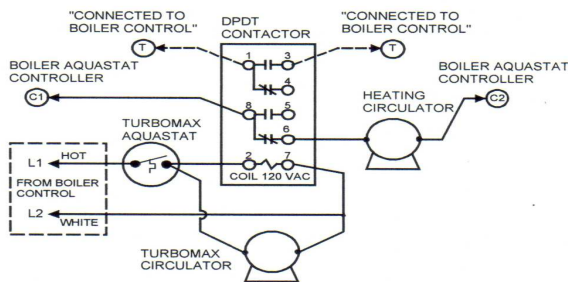 "CONNECTED TO
BOILER CONTROL"
DPDT
CONTACTOR
"CONNECTED TO
BOILER CONTROL"
T
1
3
T
4
BOILER AQUASTAT
CONTROLLER
BOILER AQUASTAT
CONTROLLER
C1
8
5
HEATING
CIRCULATOR
C2
6
TURBOMAX
AQUASTAT
L1
HOT
2
7
COIL 120 VAC
FROM BOILER
CONTROL
L2
WHITE
TURBOMAX
CIRCULATOR